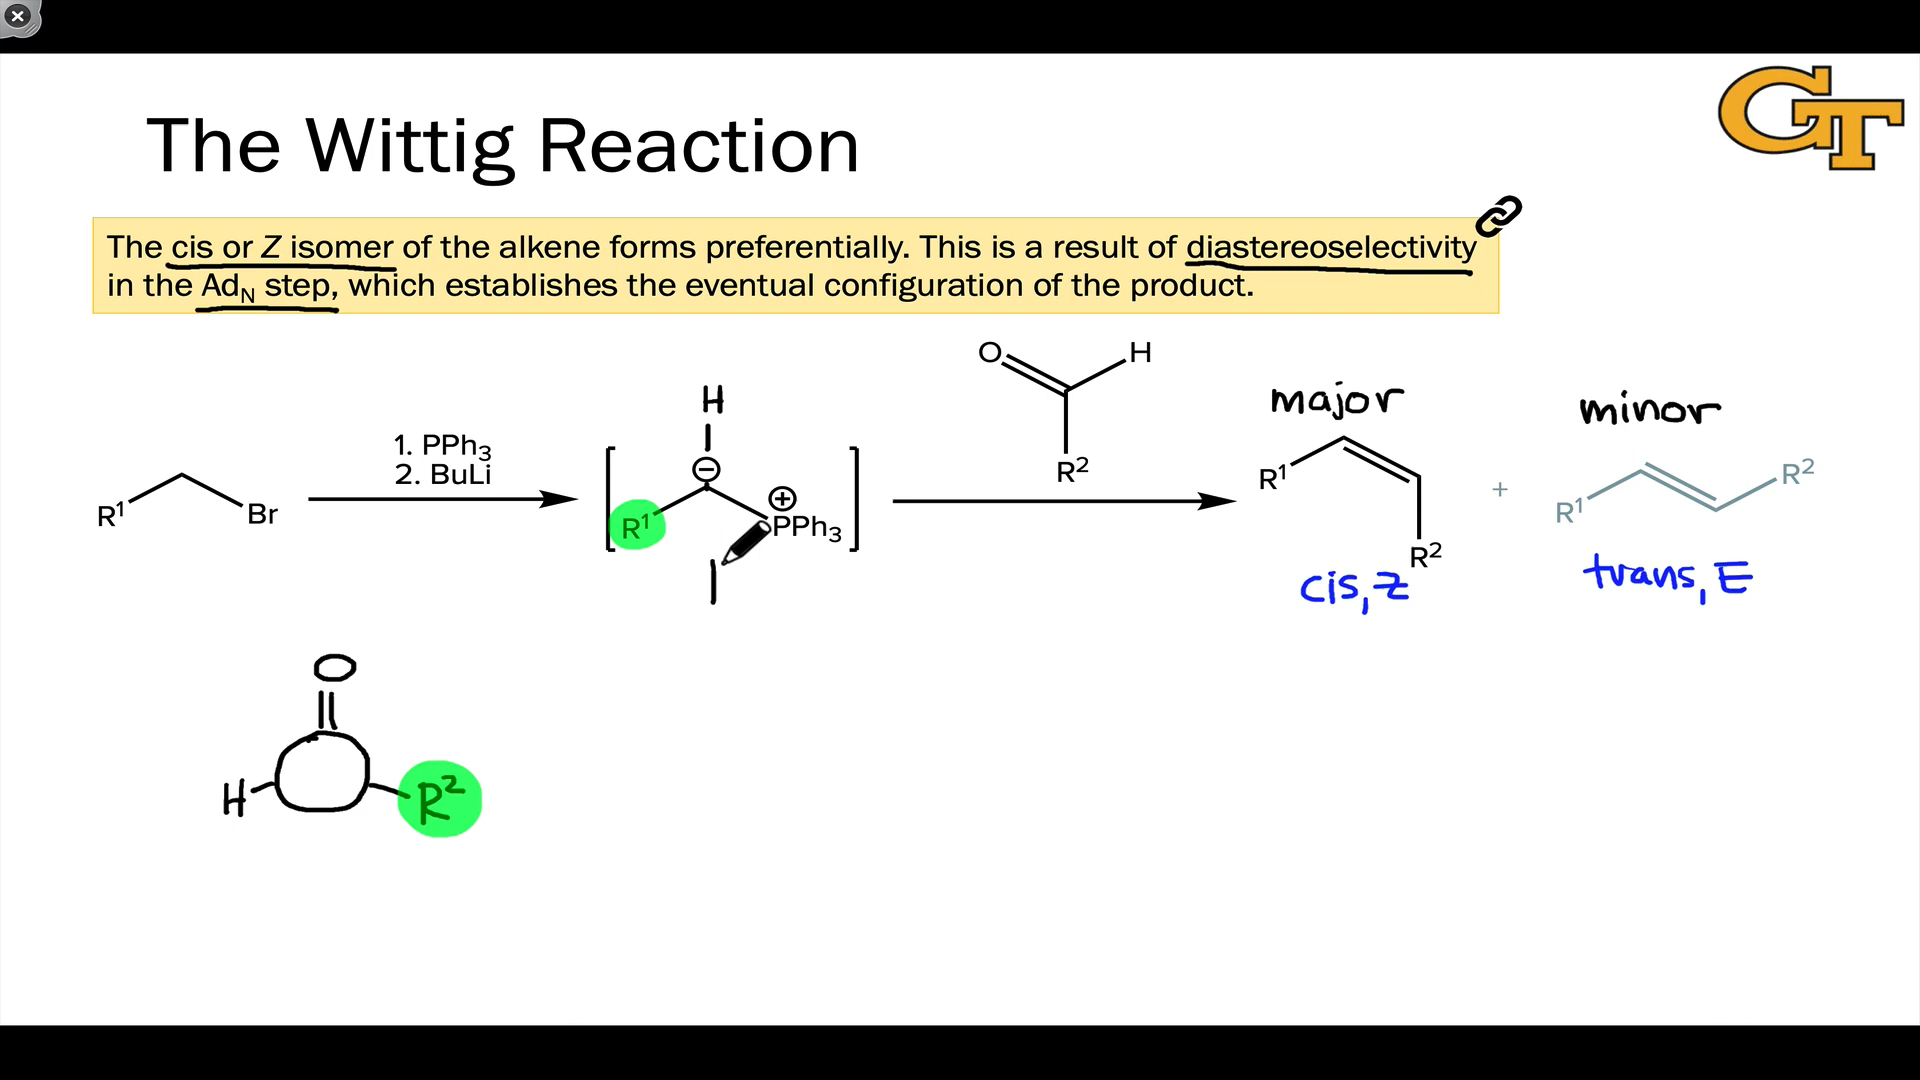 GT
The Wittig Reaction
The cis or Z isomer of the alkene forms preferentially. This is a result of diastereoselectivity
in the AdN step, which establishes the eventual configuration of the product.
R¹
Br
1. PPh₃
2. BuLi
H
⊖
R¹
⊕
PPh₃
O
H
R²
major
R¹
R²
cis, Z
+
minor
R¹
R²
trans, E
O
H
R²